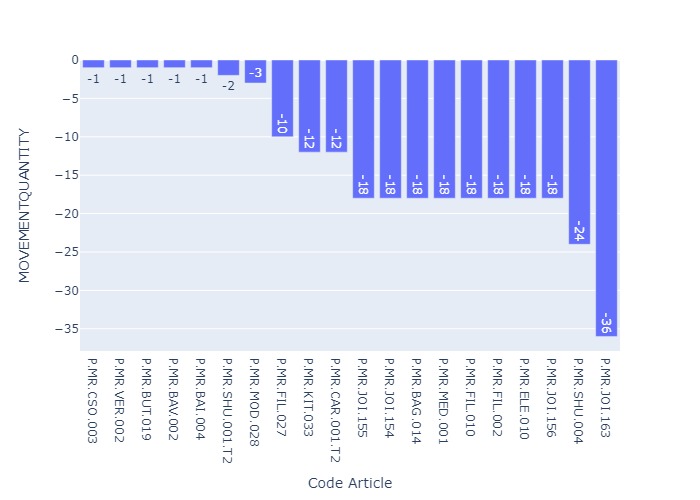 0
−5
−10
−15
−20
−25
−30
−35
MOVEMENTQUANTITY
-1
-1
-1
-1
-1
-2
-3
-10
-12
-12
-18
-18
-18
-18
-18
-18
-18
-18
-24
-36
P.MR.CSO.003
P.MR.VER.002
P.MR.BUT.019
P.MR.BAV.002
P.MR.BAI.004
P.MR.SHU.001.T2
P.MR.MOD.028
P.MR.FIL.027
P.MR.KIT.033
P.MR.CAR.001.T2
P.MR.JOI.155
P.MR.JOI.154
P.MR.BAG.014
P.MR.MED.001
P.MR.FIL.010
P.MR.FIL.002
P.MR.ELE.010
P.MR.JOI.156
P.MR.SHU.004
P.MR.JOI.163
Code Article